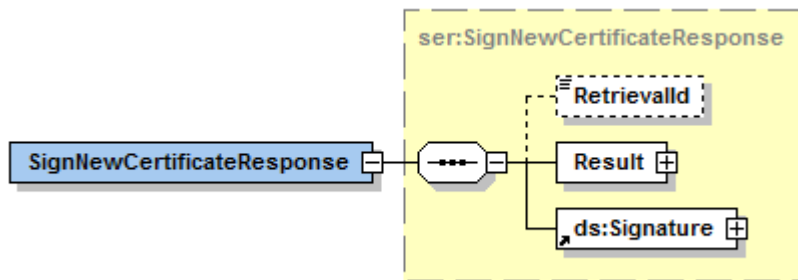 ser:SignNewCertificateResponse
RetrievalId
SignNewCertificateResponse
Result
ds:Signature